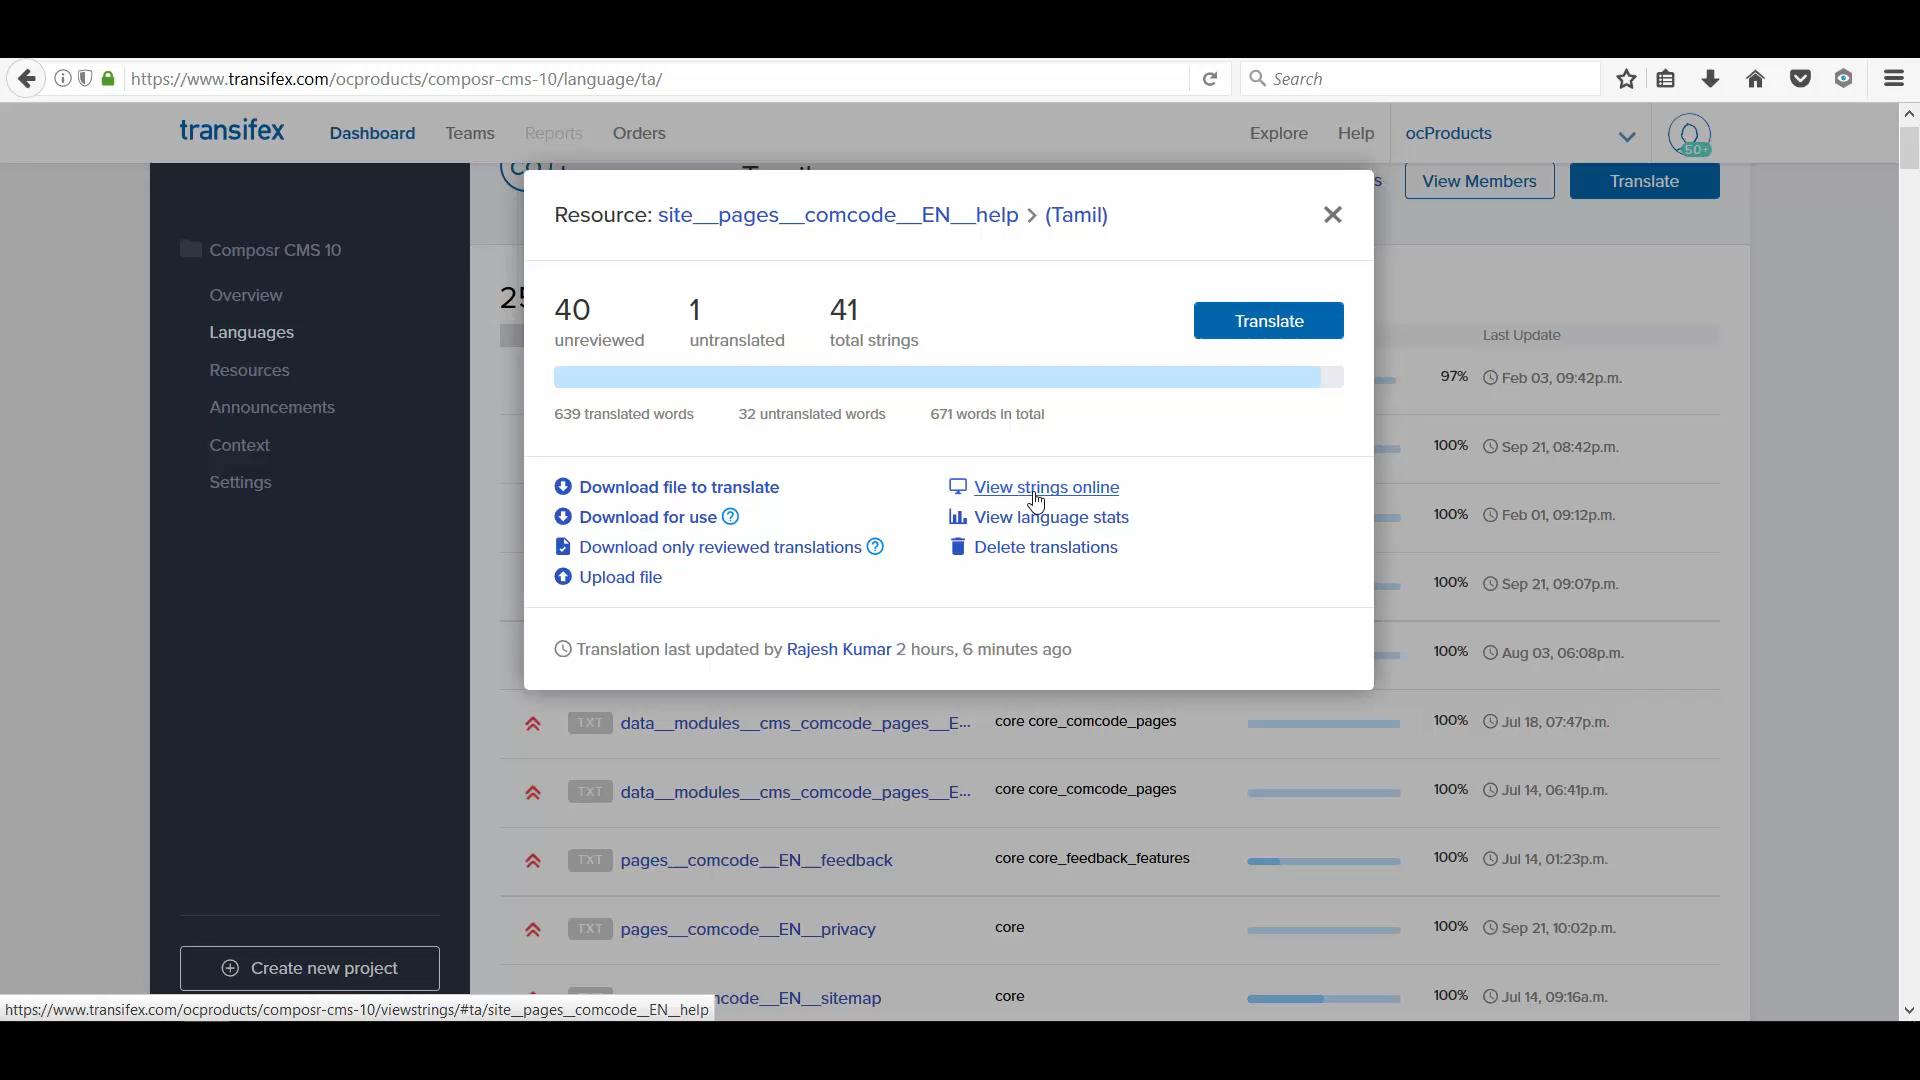 https://www.transifex.com/ocproducts/composr-cms-10/language/ta/
Search
transifex
Dashboard
Teams
Reports
Orders
Explore
Help
ocProducts
50+
View Members
Translate
Composr CMS 10
Overview
Languages
Resources
Announcements
Context
Settings
Create new project
Resource: site__pages__comcode__EN__help > (Tamil)
40 unreviewed
1 untranslated
41 total strings
Translate
639 translated words
32 untranslated words
671 words in total
Download file to translate
Download for use ?
Download only reviewed translations ?
Upload file
View strings online
View language stats
Delete translations
Translation last updated by Rajesh Kumar 2 hours, 6 minutes ago
Last Update
97% Feb 03, 09:42p.m.
100% Sep 21, 08:42p.m.
100% Feb 01, 09:12p.m.
100% Sep 21, 09:07p.m.
100% Aug 03, 06:08p.m.
TXT data__modules__cms_comcode_pages__E... core core_comcode_pages 100% Jul 18, 07:47p.m.
TXT data__modules__cms_comcode_pages__E... core core_comcode_pages 100% Jul 14, 06:41p.m.
TXT pages__comcode__EN__feedback core core_feedback_features 100% Jul 14, 01:23p.m.
TXT pages__comcode__EN__privacy core 100% Sep 21, 10:02p.m.
ncode__EN__sitemap core 100% Jul 14, 09:16a.m.
https://www.transifex.com/ocproducts/composr-cms-10/viewstrings/#ta/site__pages__comcode__EN__help